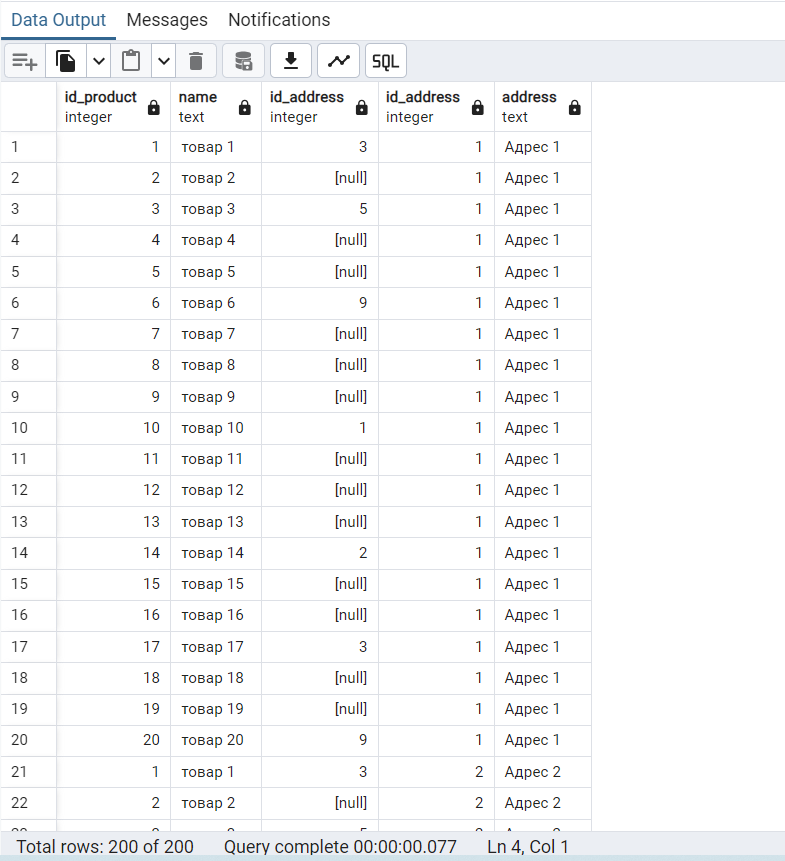 Data Output Messages Notifications
SQL
id_product name id_address id_address address
integer text integer integer text
1 1 товар 1 3 1 Адрес 1
2 2 товар 2 [null] 1 Адрес 1
3 3 товар 3 5 1 Адрес 1
4 4 товар 4 [null] 1 Адрес 1
5 5 товар 5 [null] 1 Адрес 1
6 6 товар 6 9 1 Адрес 1
7 7 товар 7 [null] 1 Адрес 1
8 8 товар 8 [null] 1 Адрес 1
9 9 товар 9 [null] 1 Адрес 1
10 10 товар 10 1 1 Адрес 1
11 11 товар 11 [null] 1 Адрес 1
12 12 товар 12 [null] 1 Адрес 1
13 13 товар 13 [null] 1 Адрес 1
14 14 товар 14 2 1 Адрес 1
15 15 товар 15 [null] 1 Адрес 1
16 16 товар 16 [null] 1 Адрес 1
17 17 товар 17 3 1 Адрес 1
18 18 товар 18 [null] 1 Адрес 1
19 19 товар 19 [null] 1 Адрес 1
20 20 товар 20 9 1 Адрес 1
21 1 товар 1 3 2 Адрес 2
22 2 товар 2 [null] 2 Адрес 2
Total rows: 200 of 200 Query complete 00:00:00.077 Ln 4, Col 1